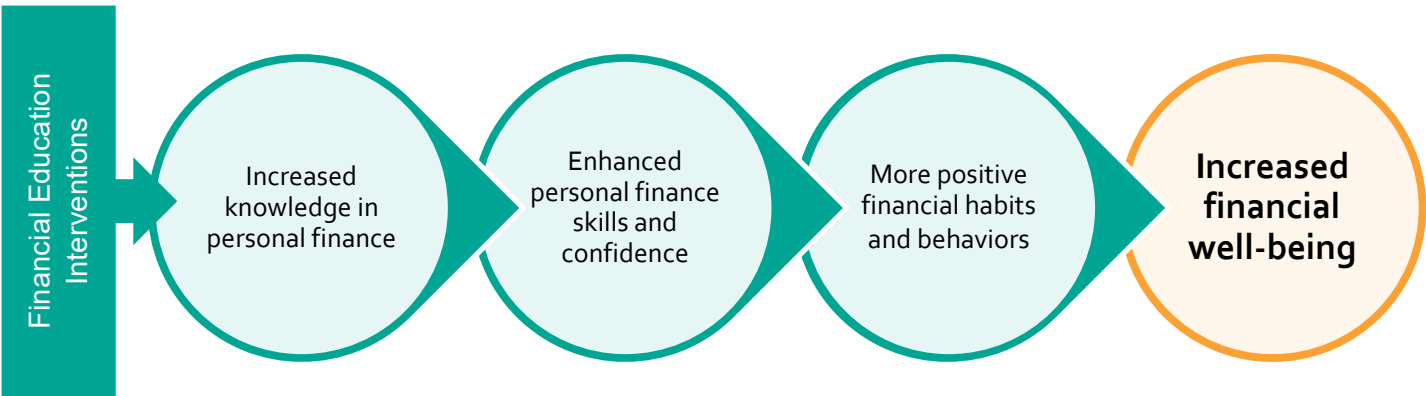 Financial Education
Interventions
Increased
knowledge in
personal finance
Enhanced
personal finance
skills and
confidence
More positive
financial habits
and behaviors
Increased
financial
well-being